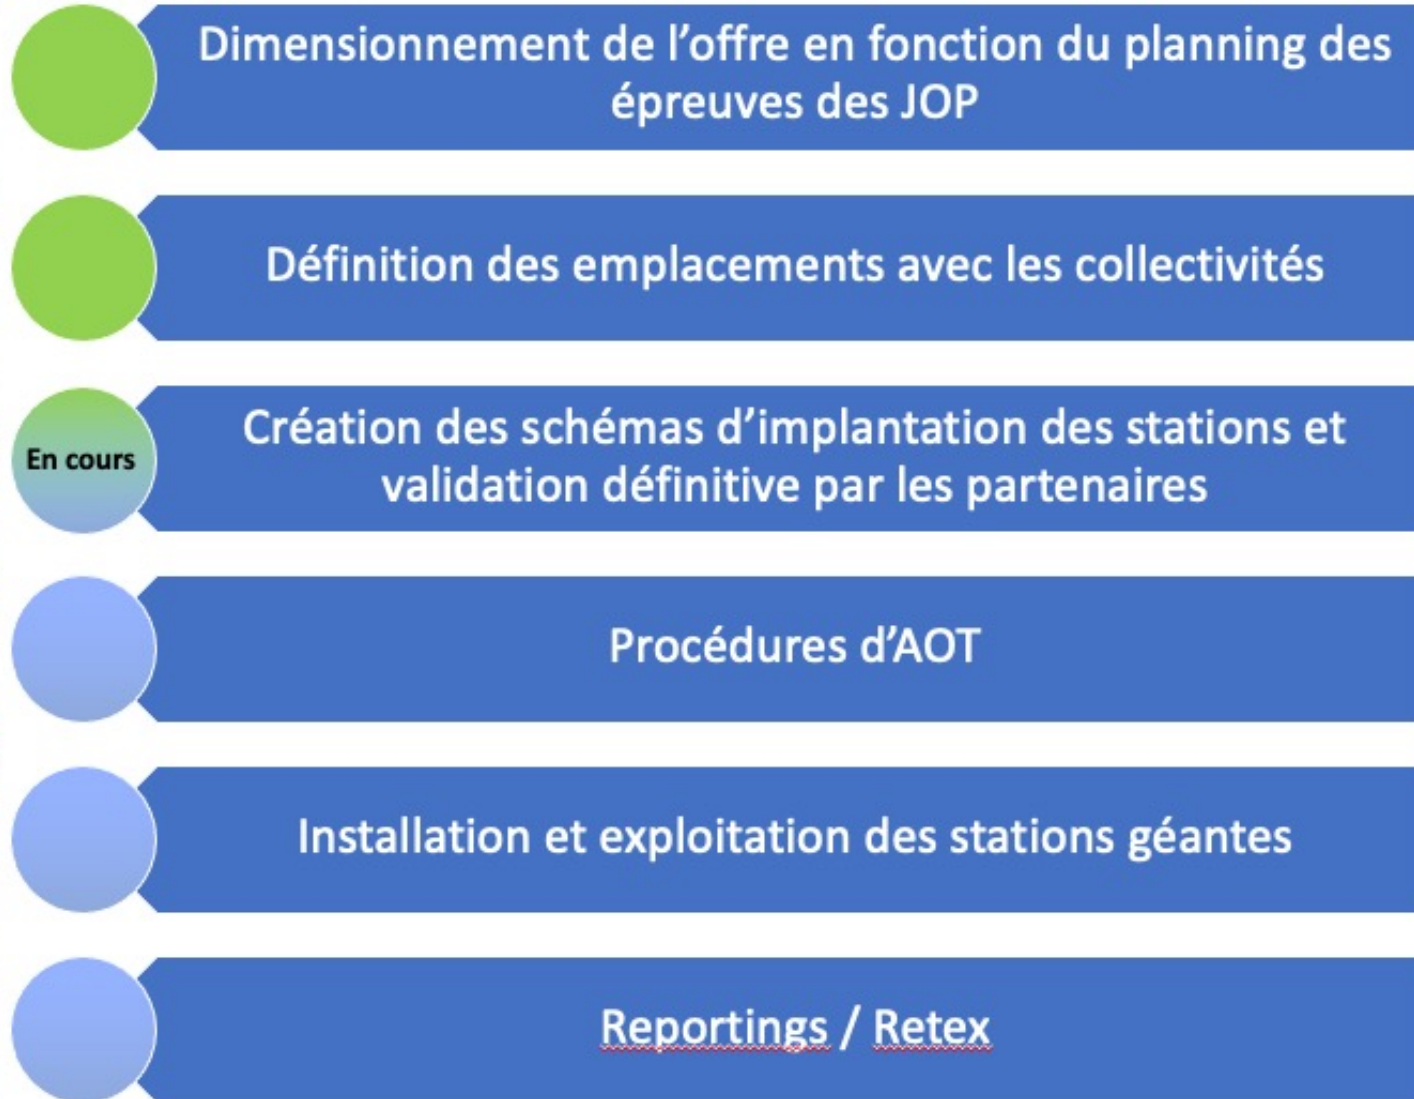 Dimensionnement de l’offre en fonction du planning des
épreuves des JOP
Définition des emplacements avec les collectivités
En cours
Création des schémas d’implantation des stations et
validation définitive par les partenaires
Procédures d’AOT
Installation et exploitation des stations géantes
Reportings / Retex